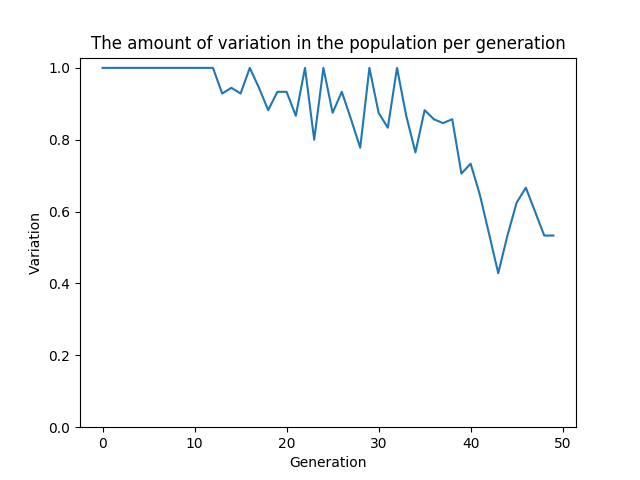 The amount of variation in the population per generation
1.0
0.8
0.6
0.4
0.2
0.0
Variation
0 10 20 30 40 50
Generation